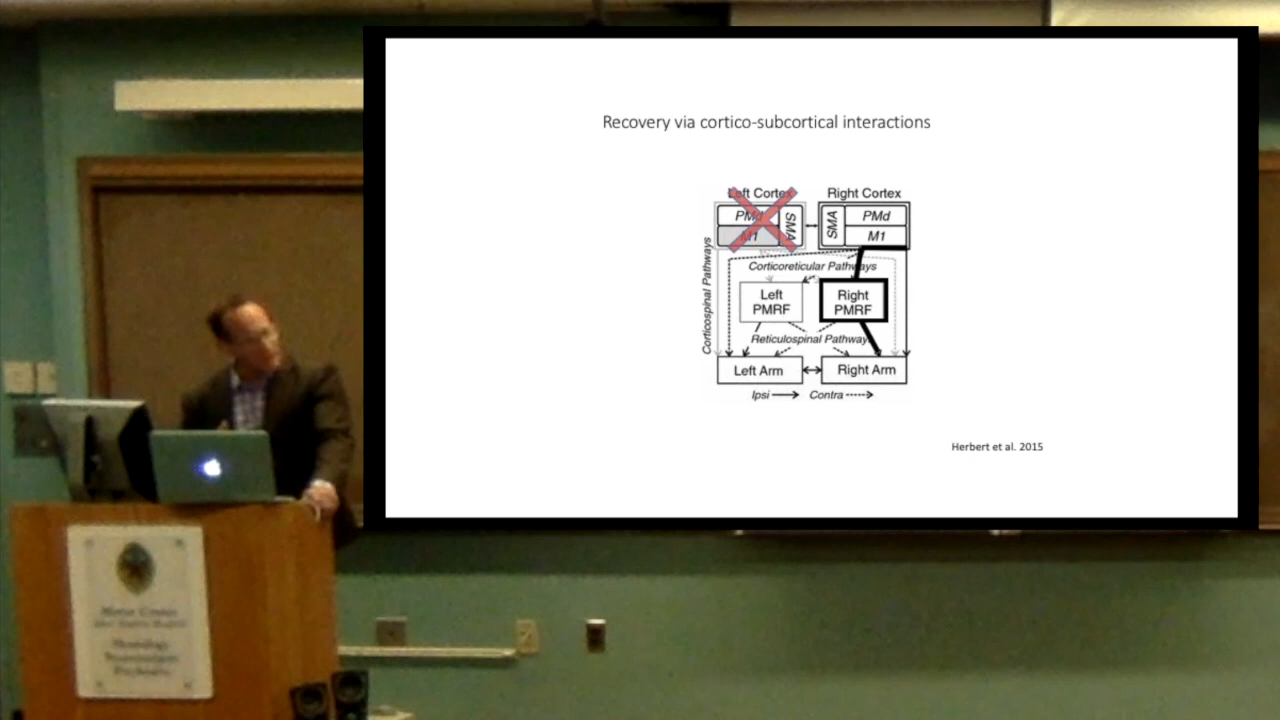 Recovery via cortico-subcortical interactions
Left Cortex
Right Cortex
PMd
SMA
M1
SMA
PMd
M1
Corticospinal Pathways
Corticoreticular Pathways
Left
PMRF
Right
PMRF
Reticulospinal Pathway
Left Arm
Right Arm
Ipsi
Contra
Herbert et al. 2015